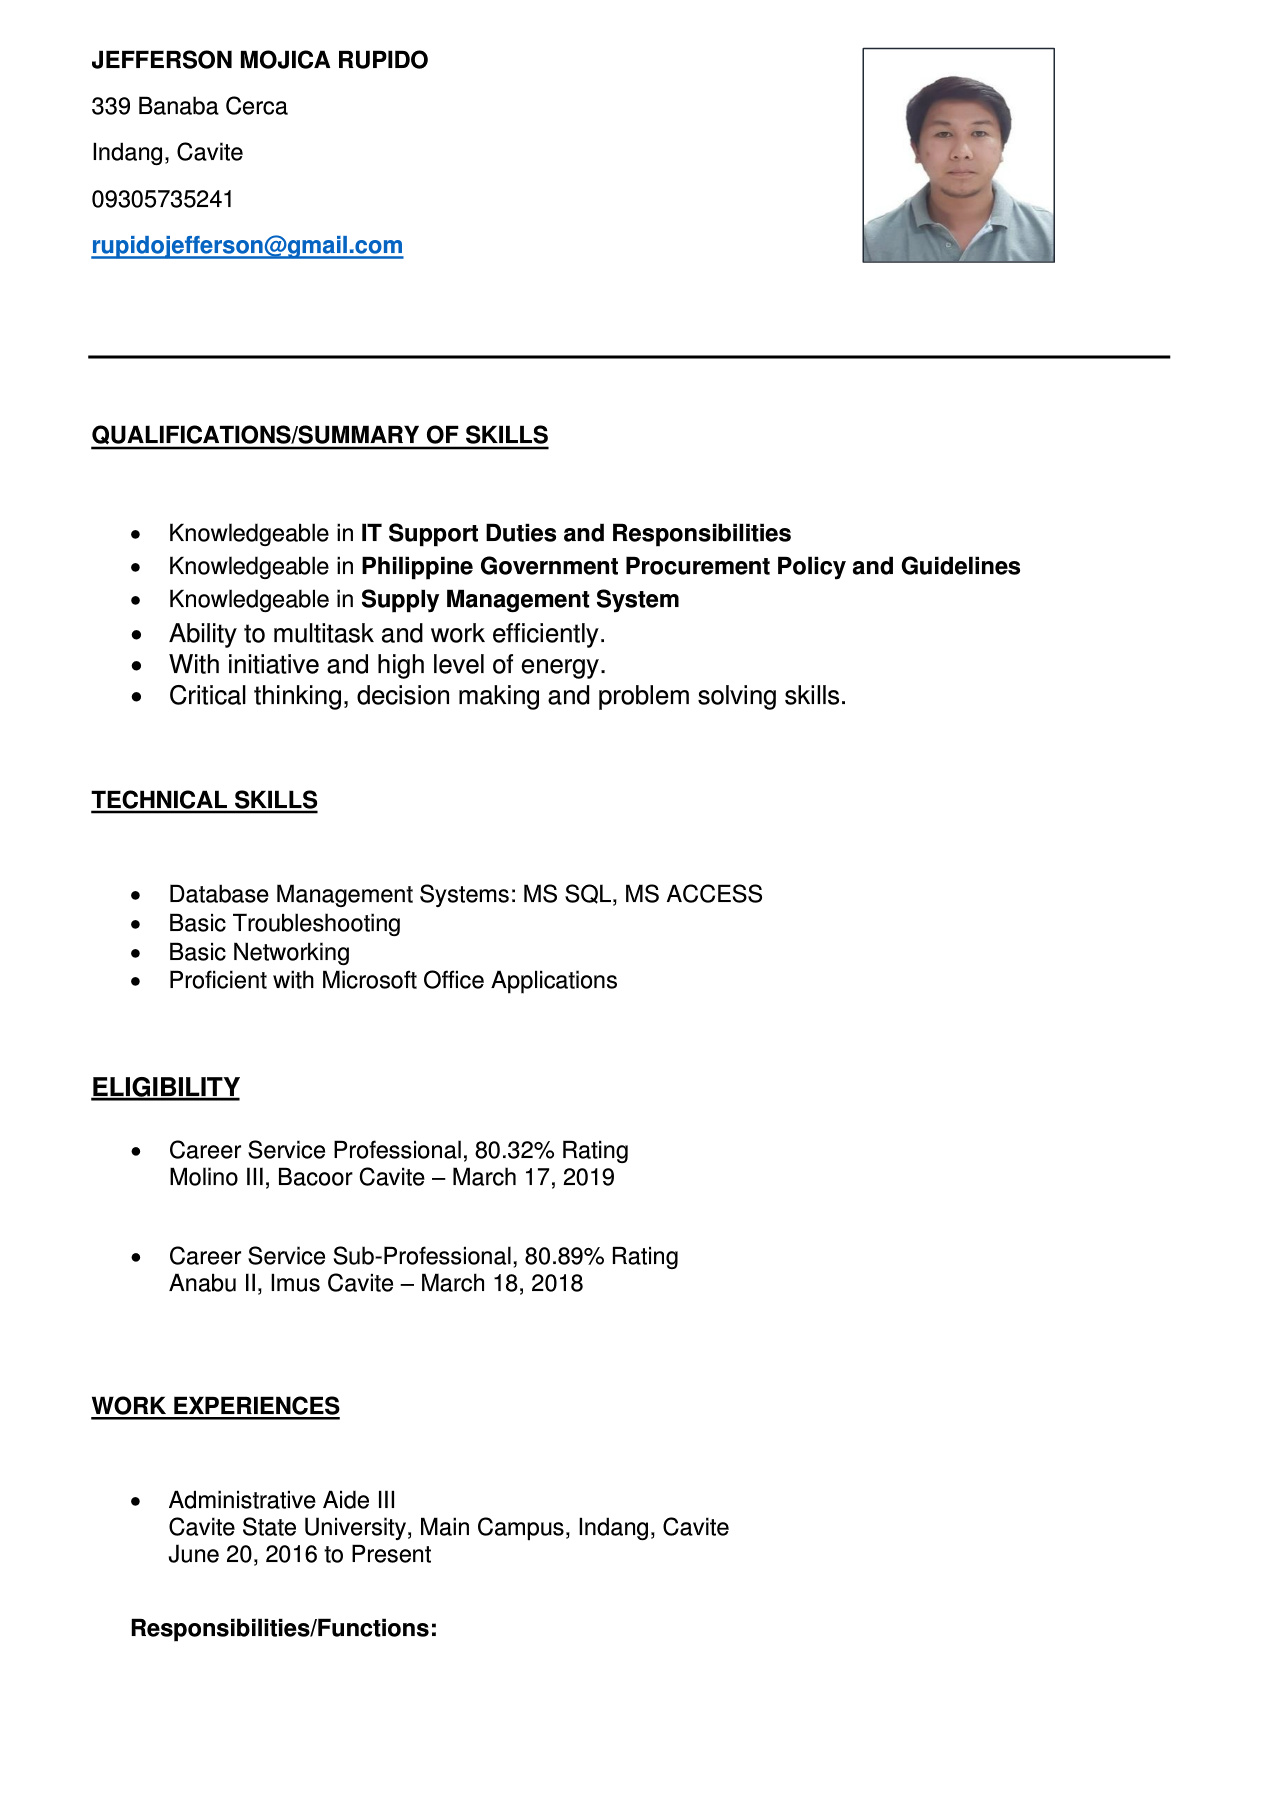 JEFFERSON MOJICA RUPIDO
339 Banaba Cerca
Indang, Cavite
09305735241
rupidojefferson@gmail.com
QUALIFICATIONS/SUMMARY OF SKILLS
• Knowledgeable in IT Support Duties and Responsibilities
• Knowledgeable in Philippine Government Procurement Policy and Guidelines
• Knowledgeable in Supply Management System
• Ability to multitask and work efficiently.
• With initiative and high level of energy.
• Critical thinking, decision making and problem solving skills.
TECHNICAL SKILLS
• Database Management Systems: MS SQL, MS ACCESS
• Basic Troubleshooting
• Basic Networking
• Proficient with Microsoft Office Applications
ELIGIBILITY
• Career Service Professional, 80.32% Rating
Molino III, Bacoor Cavite – March 17, 2019
• Career Service Sub-Professional, 80.89% Rating
Anabu II, Imus Cavite – March 18, 2018
WORK EXPERIENCES
• Administrative Aide III
Cavite State University, Main Campus, Indang, Cavite
June 20, 2016 to Present
Responsibilities/Functions: